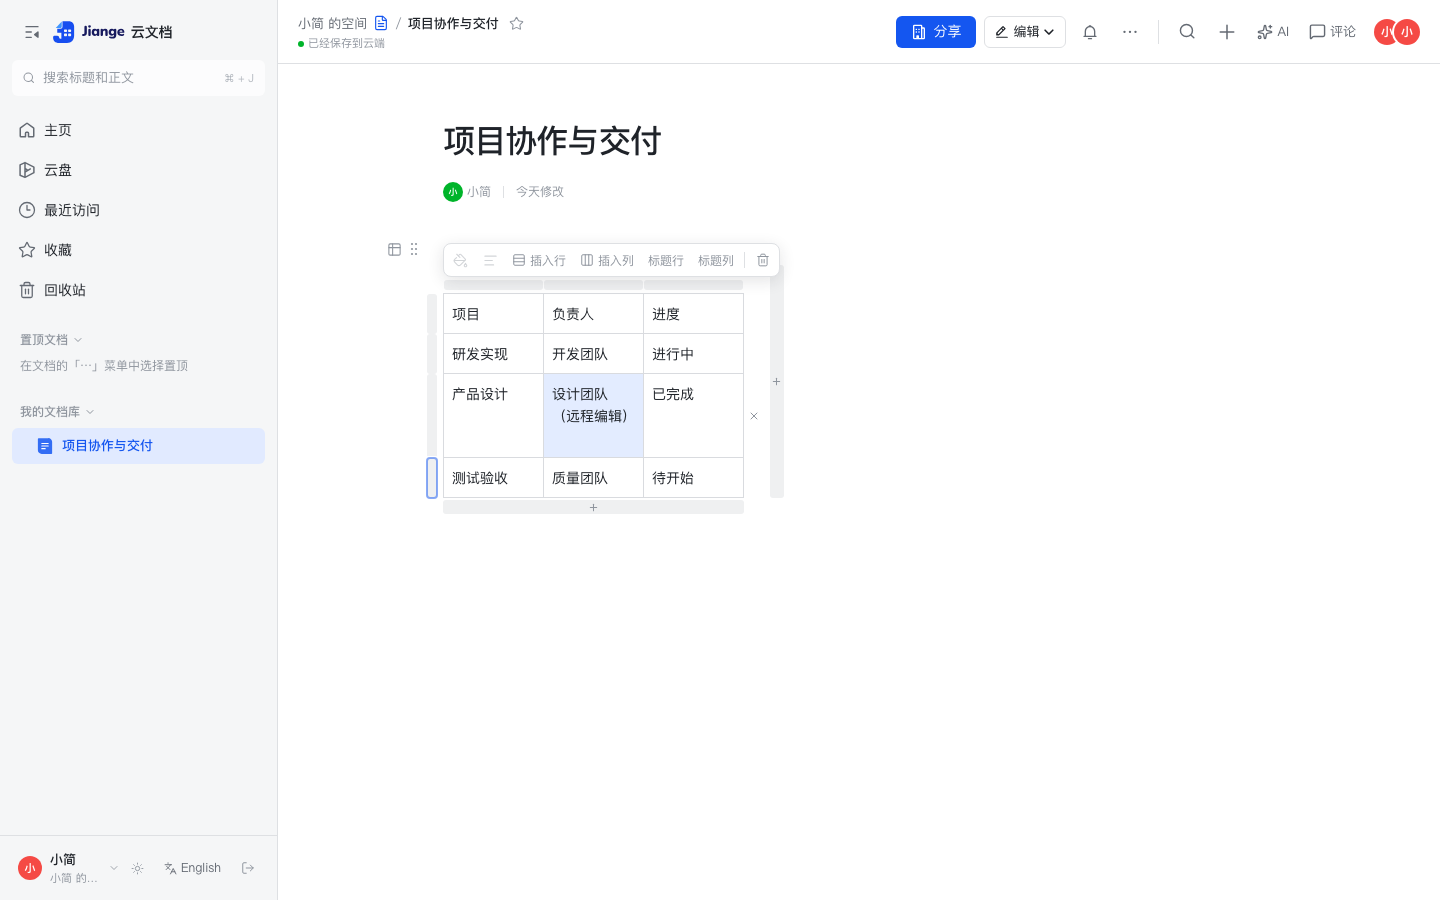 Jiange 云文档
搜索标题和正文
⌘ + J
主页
云盘
最近访问
收藏
回收站
置顶文档
在文档的「···」菜单中选择置顶
我的文档库
项目协作与交付
小 小简
小简 的...
English
小简 的空间 / 项目协作与交付
已经保存到云端
分享
编辑
AI
评论
小 小
项目协作与交付
小 小简
今天修改
插入行 插入列 标题行 标题列
项目 负责人 进度
研发实现 开发团队 进行中
产品设计 设计团队 已完成
（远程编辑）
测试验收 质量团队 待开始